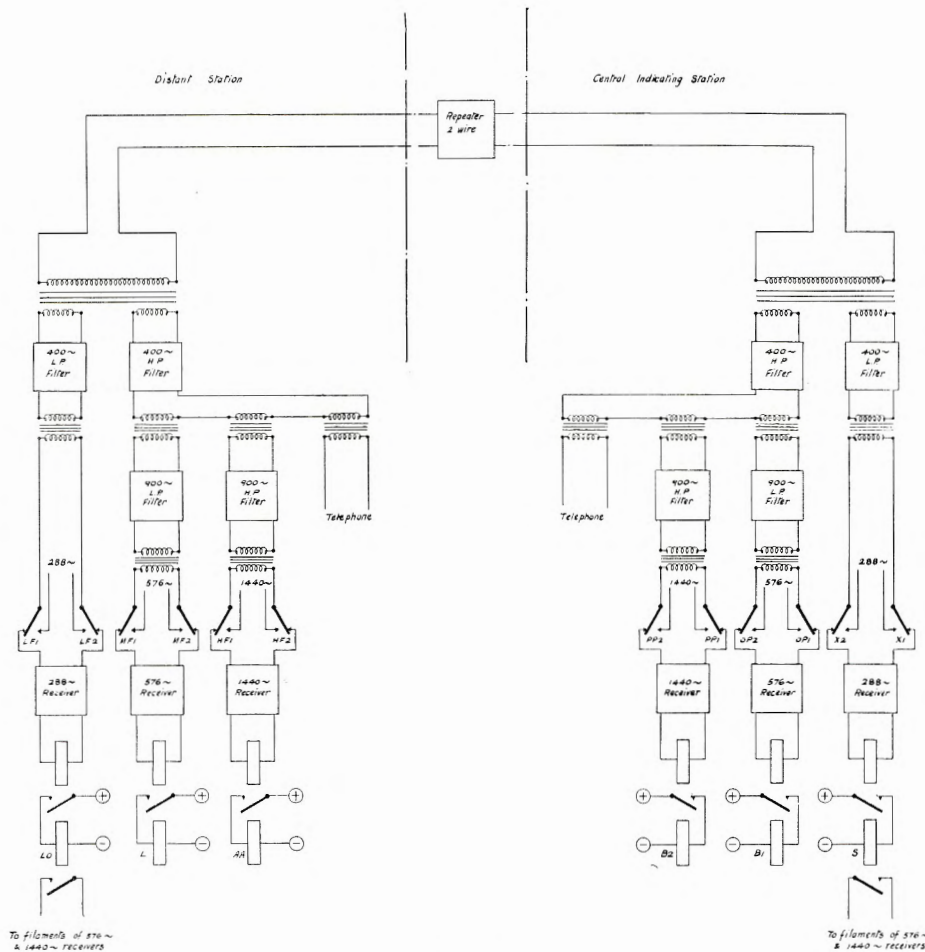 Distant Station
Central Indicating Station
Repeater
2 wire
400~
L.P.
Filter
400~
H.P.
Filter
400~
H.P.
Filter
400~
L.P.
Filter
900~
L.P.
Filter
900~
H.P.
Filter
Telephone
Telephone
900~
H.P.
Filter
900~
L.P.
Filter
288~
576~
1440~
1440~
576~
288~
LF1
LF2
MF1
MF2
HF1
HF2
PP2
PP1
OP2
OP1
X2
X1
288~
Receiver
576~
Receiver
1440~
Receiver
1440~
Receiver
576~
Receiver
288~
Receiver
+
+
+
+
+
+
LO
-
L
-
AA
-
-
B2
-
B1
-
S
To filaments of 576~
& 1440~ receivers
To filaments of 576~
& 1440~ receivers